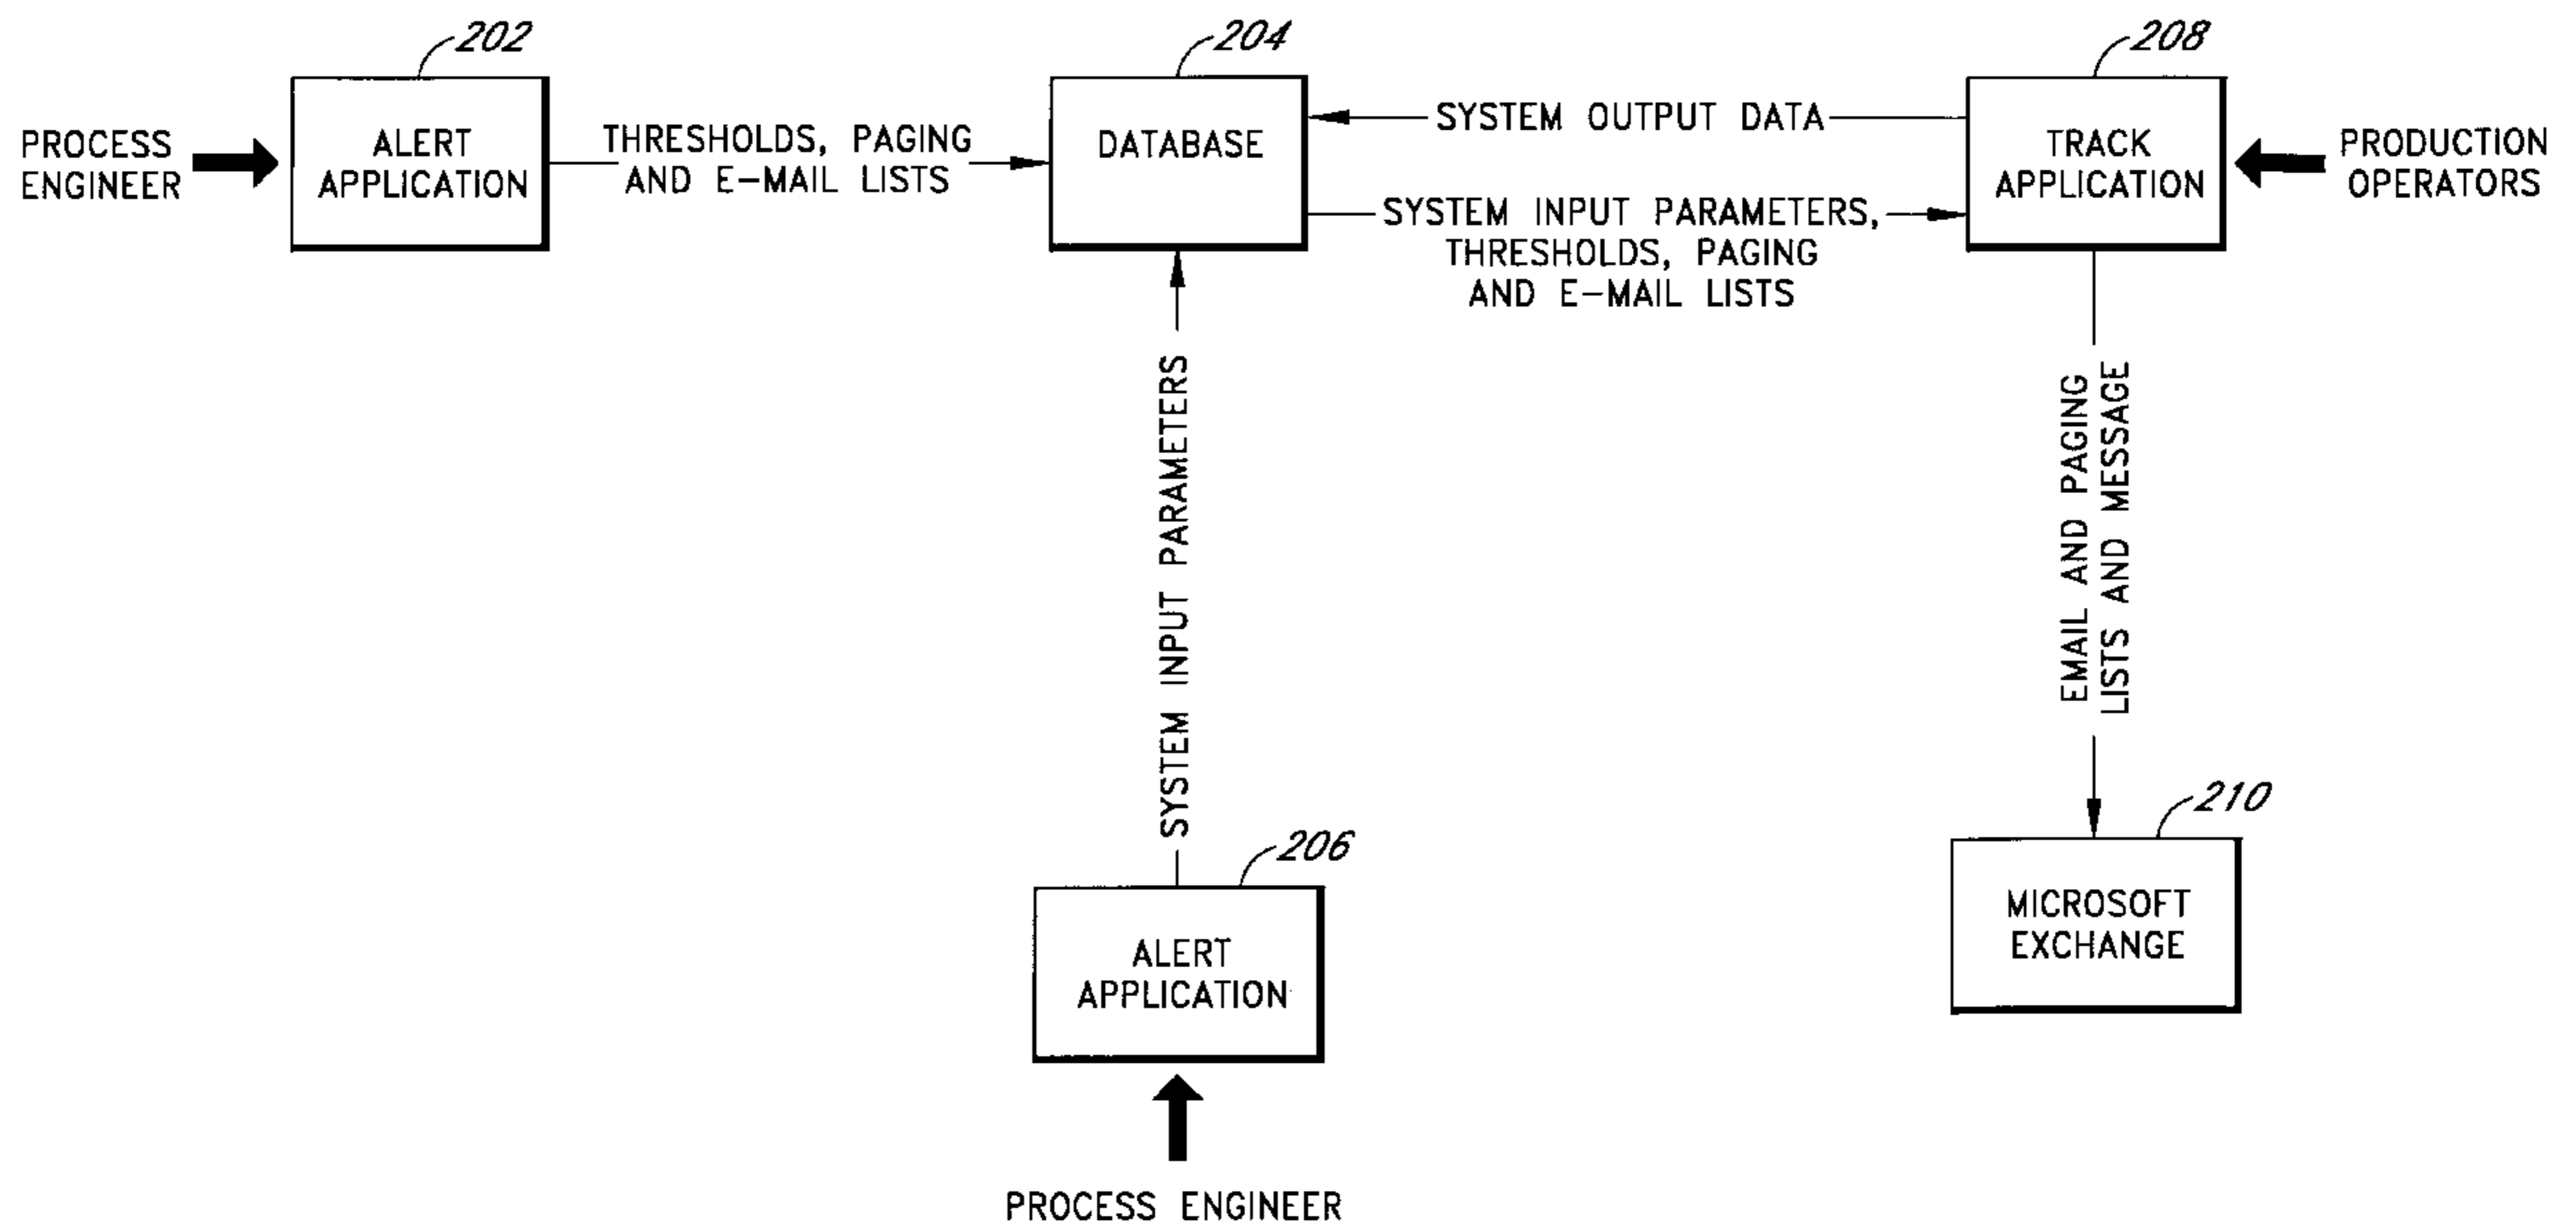 202
204
208
PROCESS
ENGINEER
ALERT
APPLICATION
THRESHOLDS, PAGING
AND E-MAIL LISTS
DATABASE
SYSTEM OUTPUT DATA
SYSTEM INPUT PARAMETERS,
THRESHOLDS, PAGING
AND E-MAIL LISTS
TRACK
APPLICATION
PRODUCTION
OPERATORS
SYSTEM INPUT PARAMETERS
EMAIL AND PAGING
LISTS AND MESSAGE
206
ALERT
APPLICATION
210
MICROSOFT
EXCHANGE
PROCESS ENGINEER